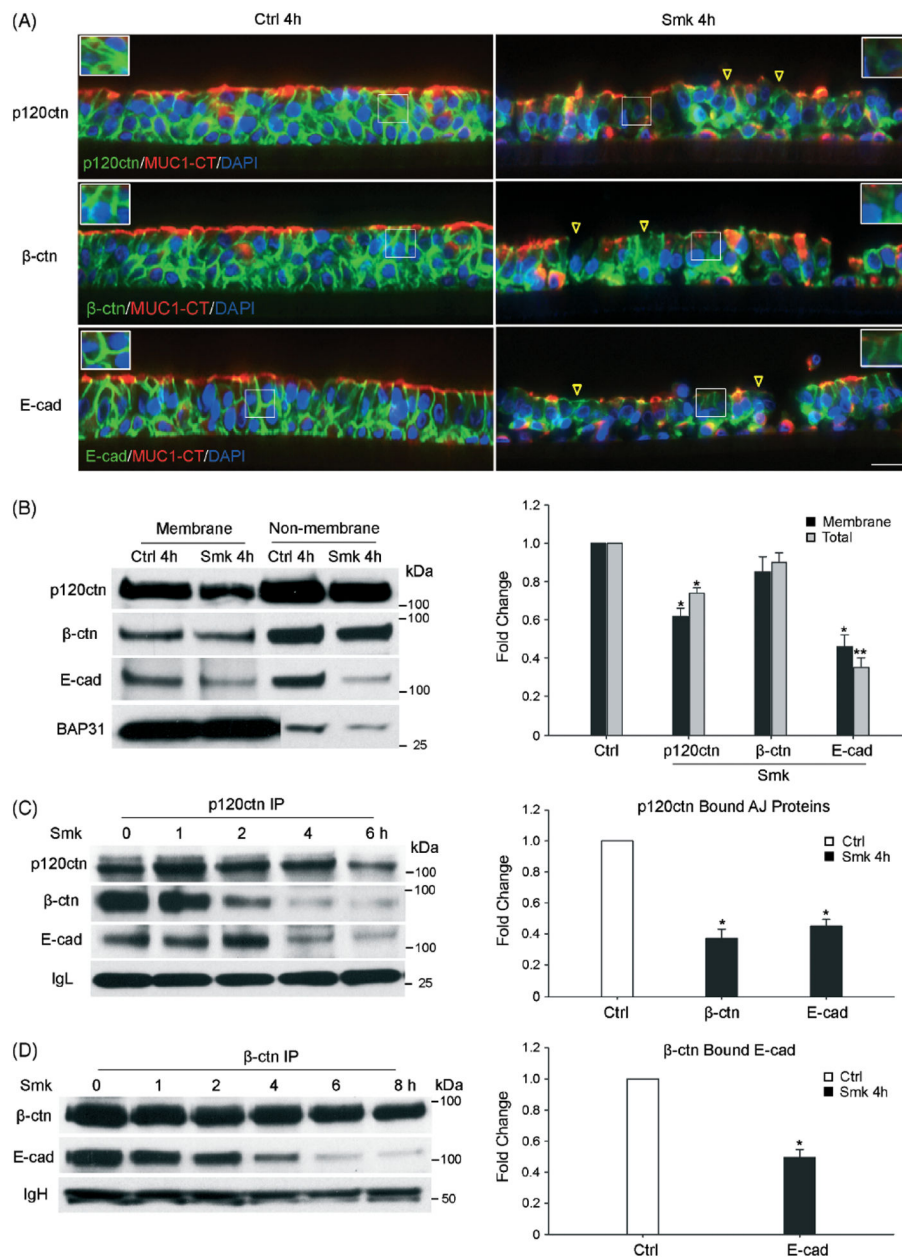 (A)
Ctrl 4h Smk 4h
p120ctn
p120ctn/MUC1-CT/DAPI
β-ctn
β-ctn/MUC1-CT/DAPI
E-cad
E-cad/MUC1-CT/DAPI
(B)
Membrane Non-membrane
Ctrl 4h Smk 4h Ctrl 4h Smk 4h
kDa
p120ctn
100
100
β-ctn
E-cad
100
BAP31
25
1.2
1.0
0.8
0.6
0.4
0.2
0
Fold Change
Membrane
Total
* * * **
Ctrl p120ctn β-ctn E-cad
Smk
(C)
p120ctn IP
Smk 0 1 2 4 6 h
kDa
p120ctn
100
100
β-ctn
E-cad
100
IgL
25
p120ctn Bound AJ Proteins
1.2
1.0
0.8
0.6
0.4
0.2
0
Fold Change
Ctrl
Smk 4h
* *
Ctrl β-ctn E-cad
(D)
β-ctn IP
Smk 0 1 2 4 6 8 h kDa
100
β-ctn
E-cad
100
IgH
50
β-ctn Bound E-cad
1.2
1.0
0.8
0.6
0.4
0.2
0
Fold Change
Ctrl
Smk 4h
*
Ctrl E-cad